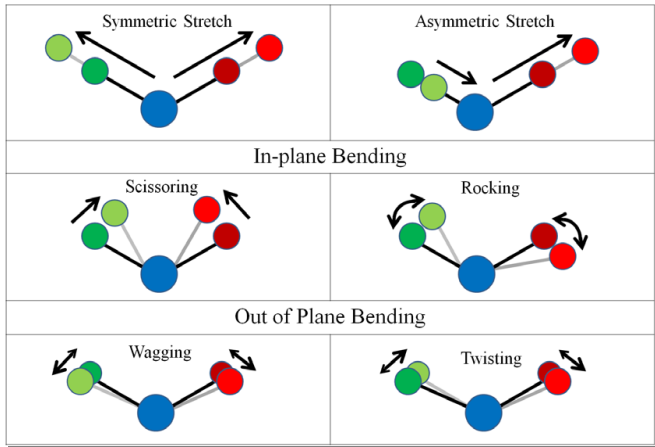 Symmetric Stretch
Asymmetric Stretch
In-plane Bending
Scissoring
Rocking
Out of Plane Bending
Wagging
Twisting